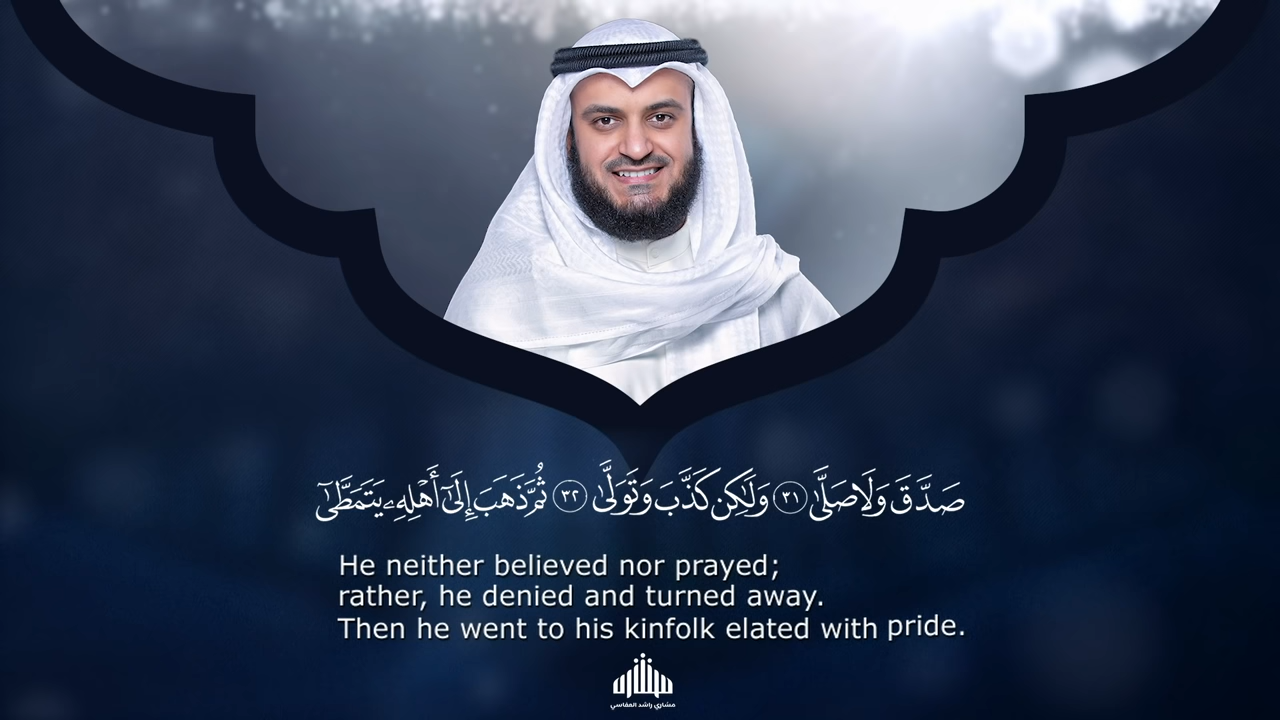 صَدَّقَ وَلَا صَلَّىٰ ٣١ وَلَٰكِن كَذَّبَ وَتَوَلَّىٰ ٣٢ ثُمَّ ذَهَبَ إِلَىٰٓ أَهْلِهِۦ يَتَمَطَّىٰٓ
He neither believed nor prayed;
rather, he denied and turned away.
Then he went to his kinfolk elated with pride.
مشاري راشد العفاسي